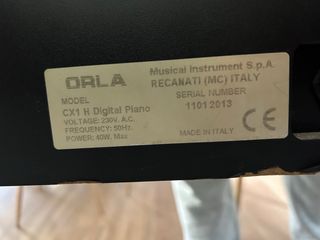 ORLA
Musical Instrument S.p.A.
RECANATI (MC) ITALY
MODEL
CX1 H Digital Piano
VOLTAGE: 230V. A.C.
FREQUENCY: 50Hz.
POWER: 40W. Max
SERIAL NUMBER
11012013
MADE IN ITALY
CE